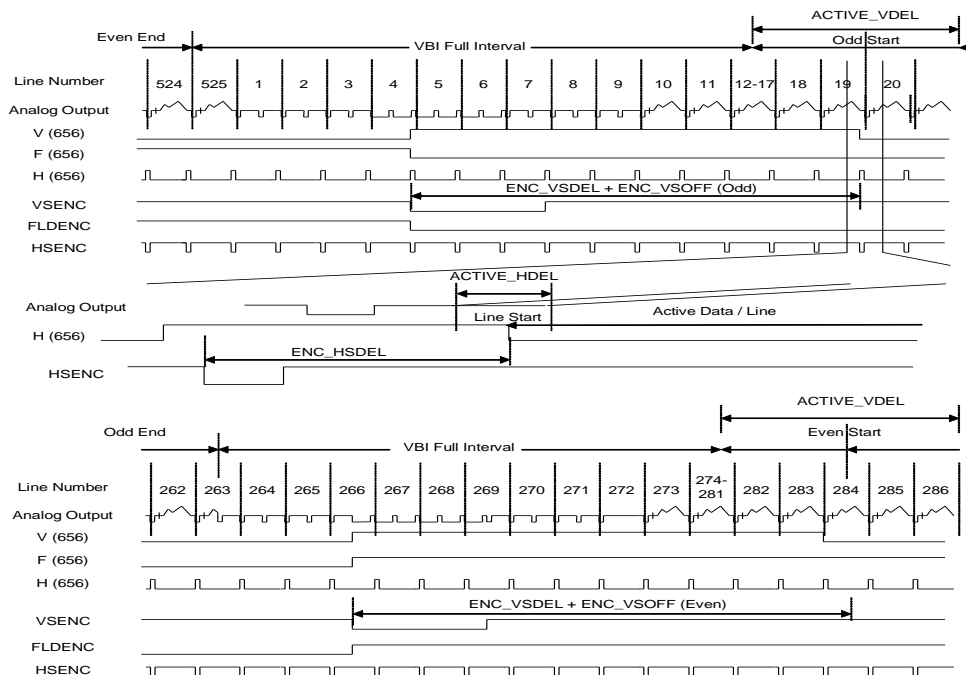 ACTIVE_VDEL
Even End
VBI Full Interval
Odd Start
Line Number 524 525 1 2 3 4 5 6 7 8 9 10 11 12-17 18 19 20
Analog Output
V (656)
F (656)
H (656)
ENC_VSDEL + ENC_VSOFF (Odd)
VSENC
FLDENC
HSENC
ACTIVE_HDEL
Analog Output
Line Start
Active Data / Line
H (656)
ENC_HSDEL
HSENC
ACTIVE_VDEL
Odd End
VBI Full Interval
Even Start
Line Number 262 263 264 265 266 267 268 269 270 271 272 273 274-281 282 283 284 285 286
Analog Output
V (656)
F (656)
H (656)
ENC_VSDEL + ENC_VSOFF (Even)
VSENC
FLDENC
HSENC